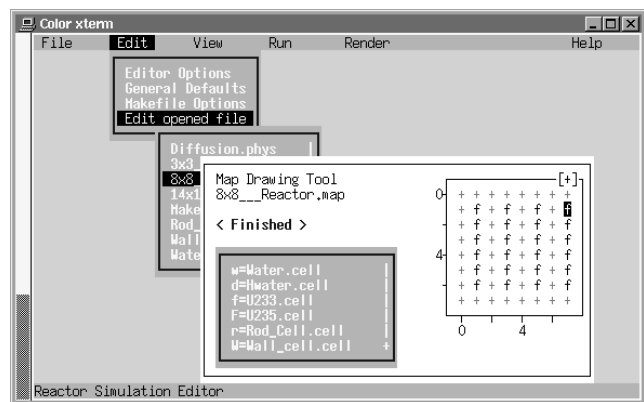 Color xterm
File Edit View Run Render Help
Editor Options
General Defaults
Makefile Options
Edit opened file
Diffusion.phys
3x3_
8x8
14x1
Make
Rod_
Wall
Wate
Map Drawing Tool
8x8___Reactor.map
< Finished >
w=Water.cell
d=Hwater.cell
f=U233.cell
F=U235.cell
r=Rod_Cell.cell
W=Wall_cell.cell +
[+]
0 + + + + + + + +
+ f + f + f + f
+ f + f + f + f
+ f + f + f + f
4 + f + f + f + f
+ f + f + f + f
+ f + f + f + f
+ + + + + + + +
0 4
Reactor Simulation Editor